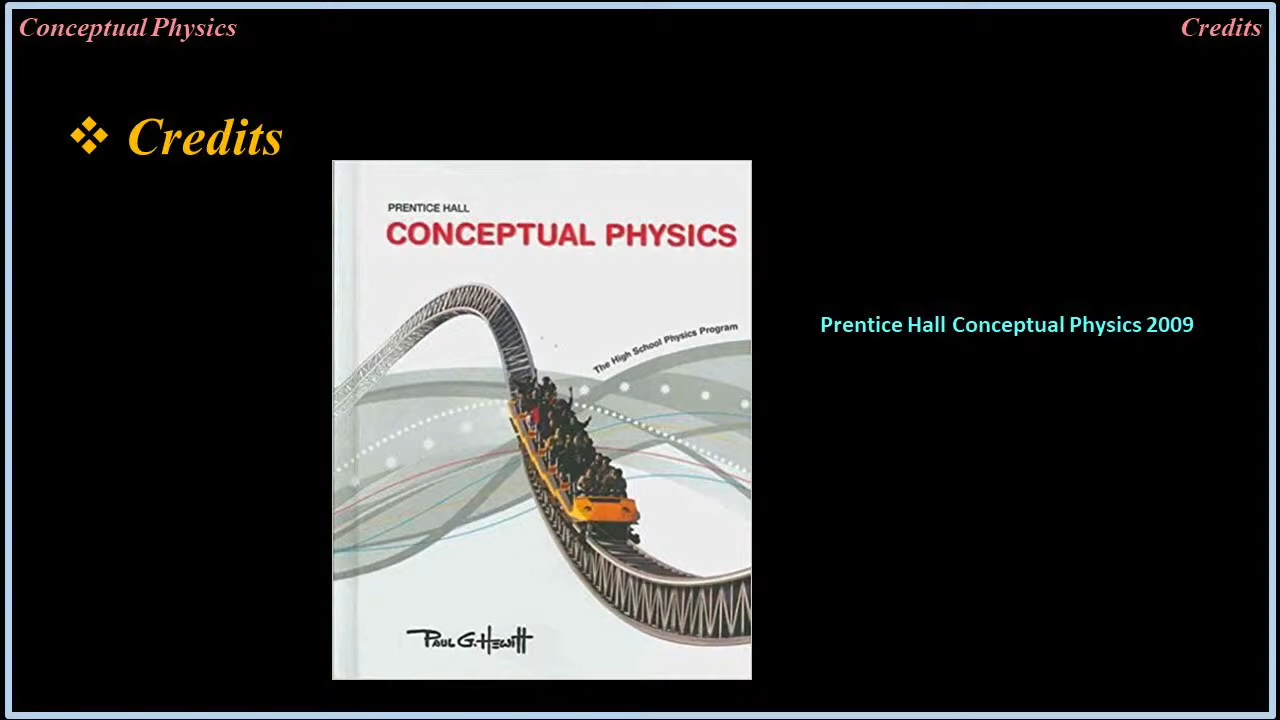 Conceptual Physics
Credits
❖ Credits
PRENTICE HALL
CONCEPTUAL PHYSICS
The High School Physics Program
Prentice Hall Conceptual Physics 2009
PAUL G. HEWITT